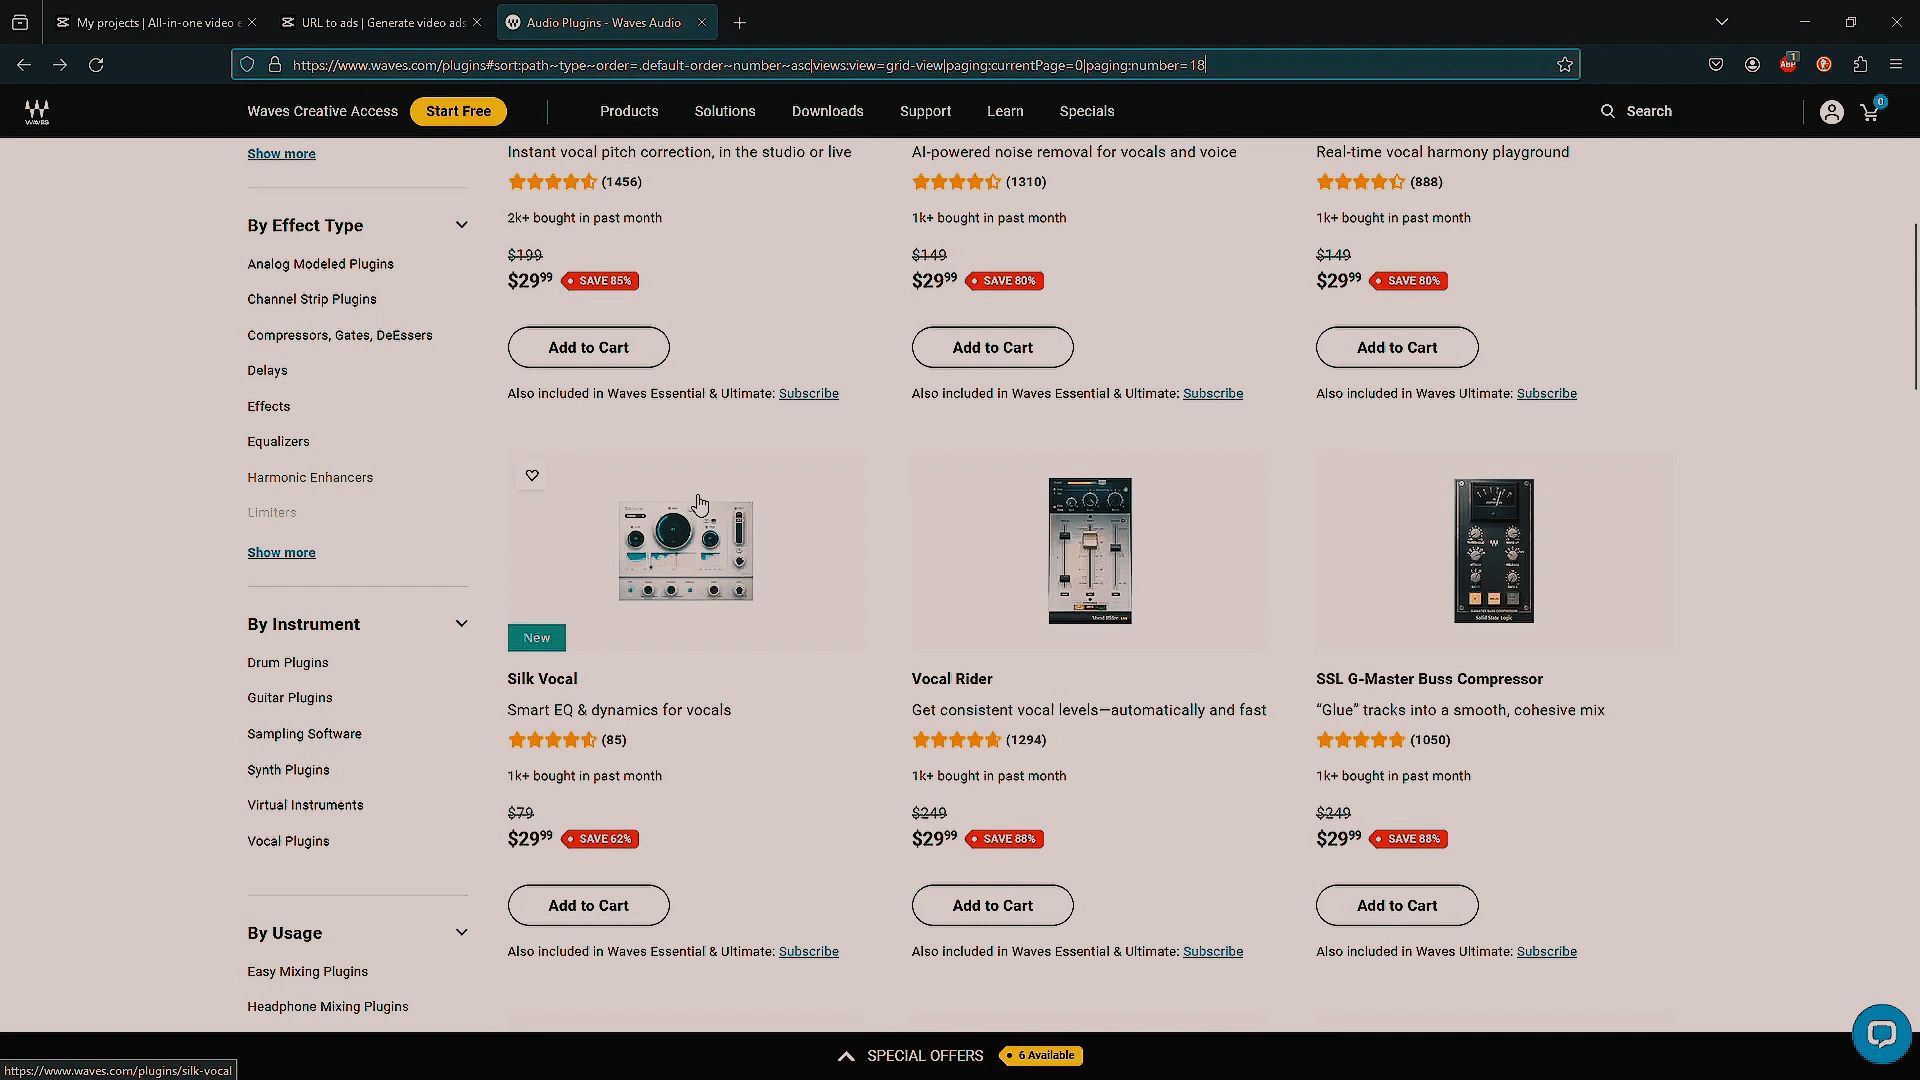 My projects | All-in-one video e
URL to ads | Generate video ads
Audio Plugins - Waves Audio
https://www.waves.com/plugins#sort:path~type~order=.default-order~number~asc|views:view=grid-view|paging:currentPage=0|paging:number=18
ABP
1
WAVES
Waves Creative Access
Start Free
Products
Solutions
Downloads
Support
Learn
Specials
Search
0
Show more
By Effect Type
Analog Modeled Plugins
Channel Strip Plugins
Compressors, Gates, DeEssers
Delays
Effects
Equalizers
Harmonic Enhancers
Limiters
Show more
By Instrument
Drum Plugins
Guitar Plugins
Sampling Software
Synth Plugins
Virtual Instruments
Vocal Plugins
By Usage
Easy Mixing Plugins
Headphone Mixing Plugins
Instant vocal pitch correction, in the studio or live
(1456)
2k+ bought in past month
$199
$29.99 SAVE 85%
Add to Cart
Also included in Waves Essential & Ultimate: Subscribe
AI-powered noise removal for vocals and voice
(1310)
1k+ bought in past month
$149
$29.99 SAVE 80%
Add to Cart
Also included in Waves Essential & Ultimate: Subscribe
Real-time vocal harmony playground
(888)
1k+ bought in past month
$149
$29.99 SAVE 80%
Add to Cart
Also included in Waves Ultimate: Subscribe
New
Silk Vocal
Smart EQ & dynamics for vocals
(85)
1k+ bought in past month
$79
$29.99 SAVE 62%
Add to Cart
Also included in Waves Essential & Ultimate: Subscribe
Vocal Rider
Vocal Rider
Get consistent vocal levels—automatically and fast
(1294)
1k+ bought in past month
$249
$29.99 SAVE 88%
Add to Cart
Also included in Waves Essential & Ultimate: Subscribe
Solid State Logic
SSL G-Master Buss Compressor
“Glue” tracks into a smooth, cohesive mix
(1050)
1k+ bought in past month
$249
$29.99 SAVE 88%
Add to Cart
Also included in Waves Ultimate: Subscribe
SPECIAL OFFERS
6 Available
https://www.waves.com/plugins/silk-vocal